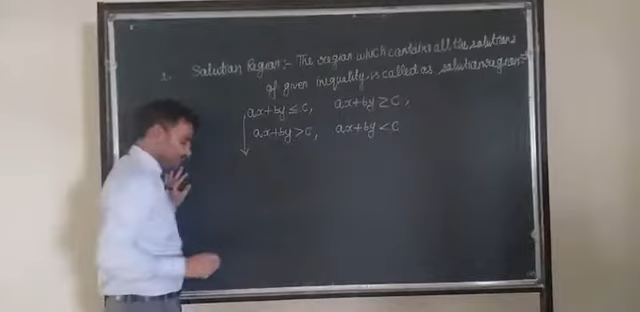 2. Solution Region :- The region which contains all the solutions
of given inequality is called as solution region
ax+by ≤ c, ax+by ≥ c,
ax+by > c, ax+by < c